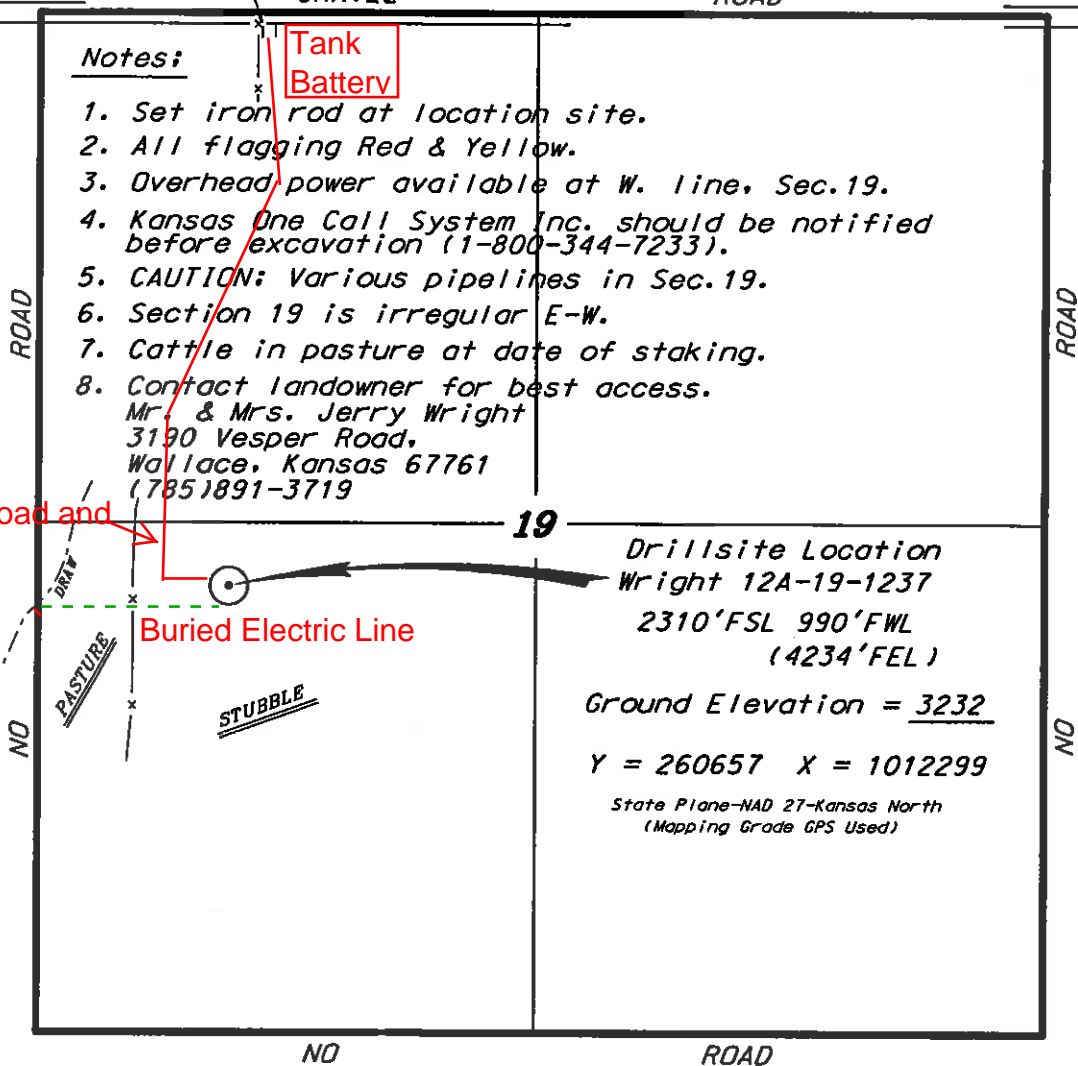 ROAD
Tank
Battery
Notes:
1. Set iron rod at location site.
2. All flagging Red & Yellow.
3. Overhead power available at W. line, Sec.19.
4. Kansas One Call System Inc. should be notified
before excavation (1-800-344-7233).
5. CAUTION: Various pipelines in Sec.19.
6. Section 19 is irregular E-W.
7. Cattle in pasture at date of staking.
8. Contact landowner for best access.
Mr. & Mrs. Jerry Wright
3190 Vesper Road,
Wallace, Kansas 67761
(785)891-3719
ROAD
ROAD
and
19
Drillsite Location
Wright 12A-19-1237
2310'FSL 990'FWL
(4234'FEL)
DRAW
Buried Electric Line
PASTURE
STUBBLE
Ground Elevation = 3232
NO
NO
Y = 260657 X = 1012299
State Plane-NAD 27-Kansas North
(Mapping Grade GPS Used)
NO
ROAD